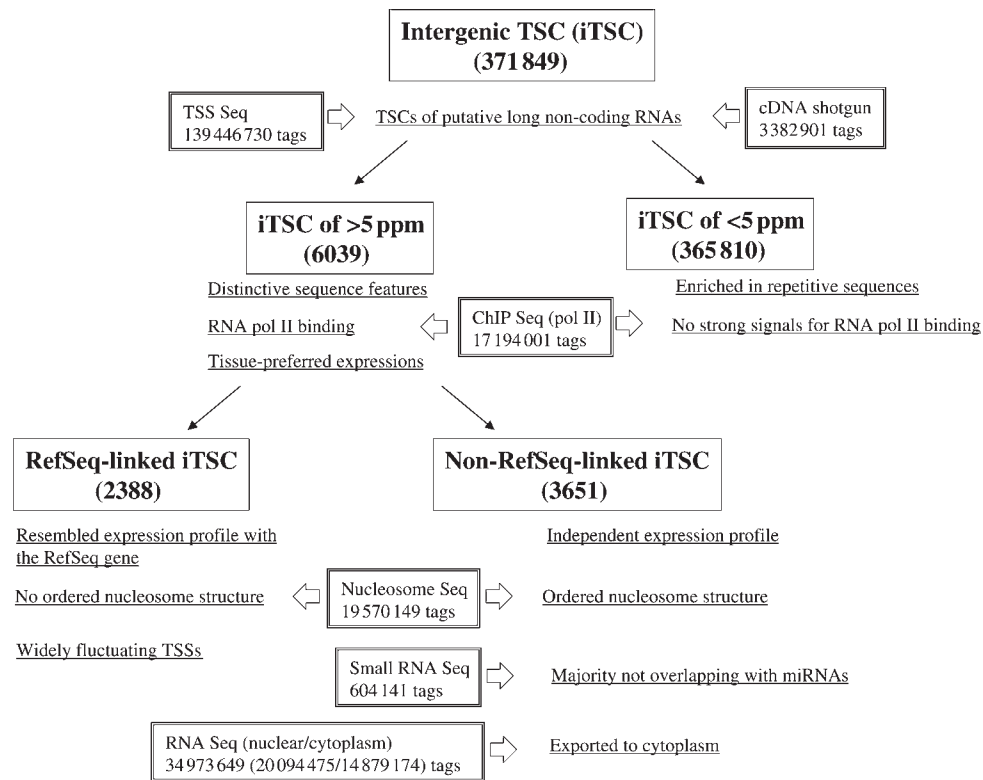 Intergenic TSC (iTSC)
(371 849)
TSS Seq
139 446 730 tags
TSCs of putative long non-coding RNAs
cDNA shotgun
3 382 901 tags
iTSC of >5 ppm
(6039)
iTSC of <5 ppm
(365 810)
Distinctive sequence features
Enriched in repetitive sequences
RNA pol II binding
ChIP Seq (pol II)
17 194 001 tags
No strong signals for RNA pol II binding
Tissue-preferred expressions
RefSeq-linked iTSC
(2388)
Non-RefSeq-linked iTSC
(3651)
Resembled expression profile with
the RefSeq gene
Independent expression profile
No ordered nucleosome structure
Nucleosome Seq
19 570 149 tags
Ordered nucleosome structure
Widely fluctuating TSSs
Small RNA Seq
604 141 tags
Majority not overlapping with miRNAs
RNA Seq (nuclear/cytoplasm)
34 973 649 (20 094 475/14 879 174) tags
Exported to cytoplasm